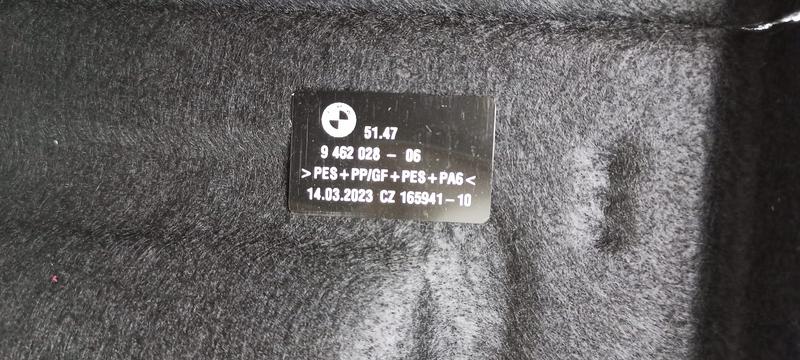 51.47
9 462 028 - 06
>PES+PP/GF+PES+PA6<
14.03.2023 CZ 165941-10